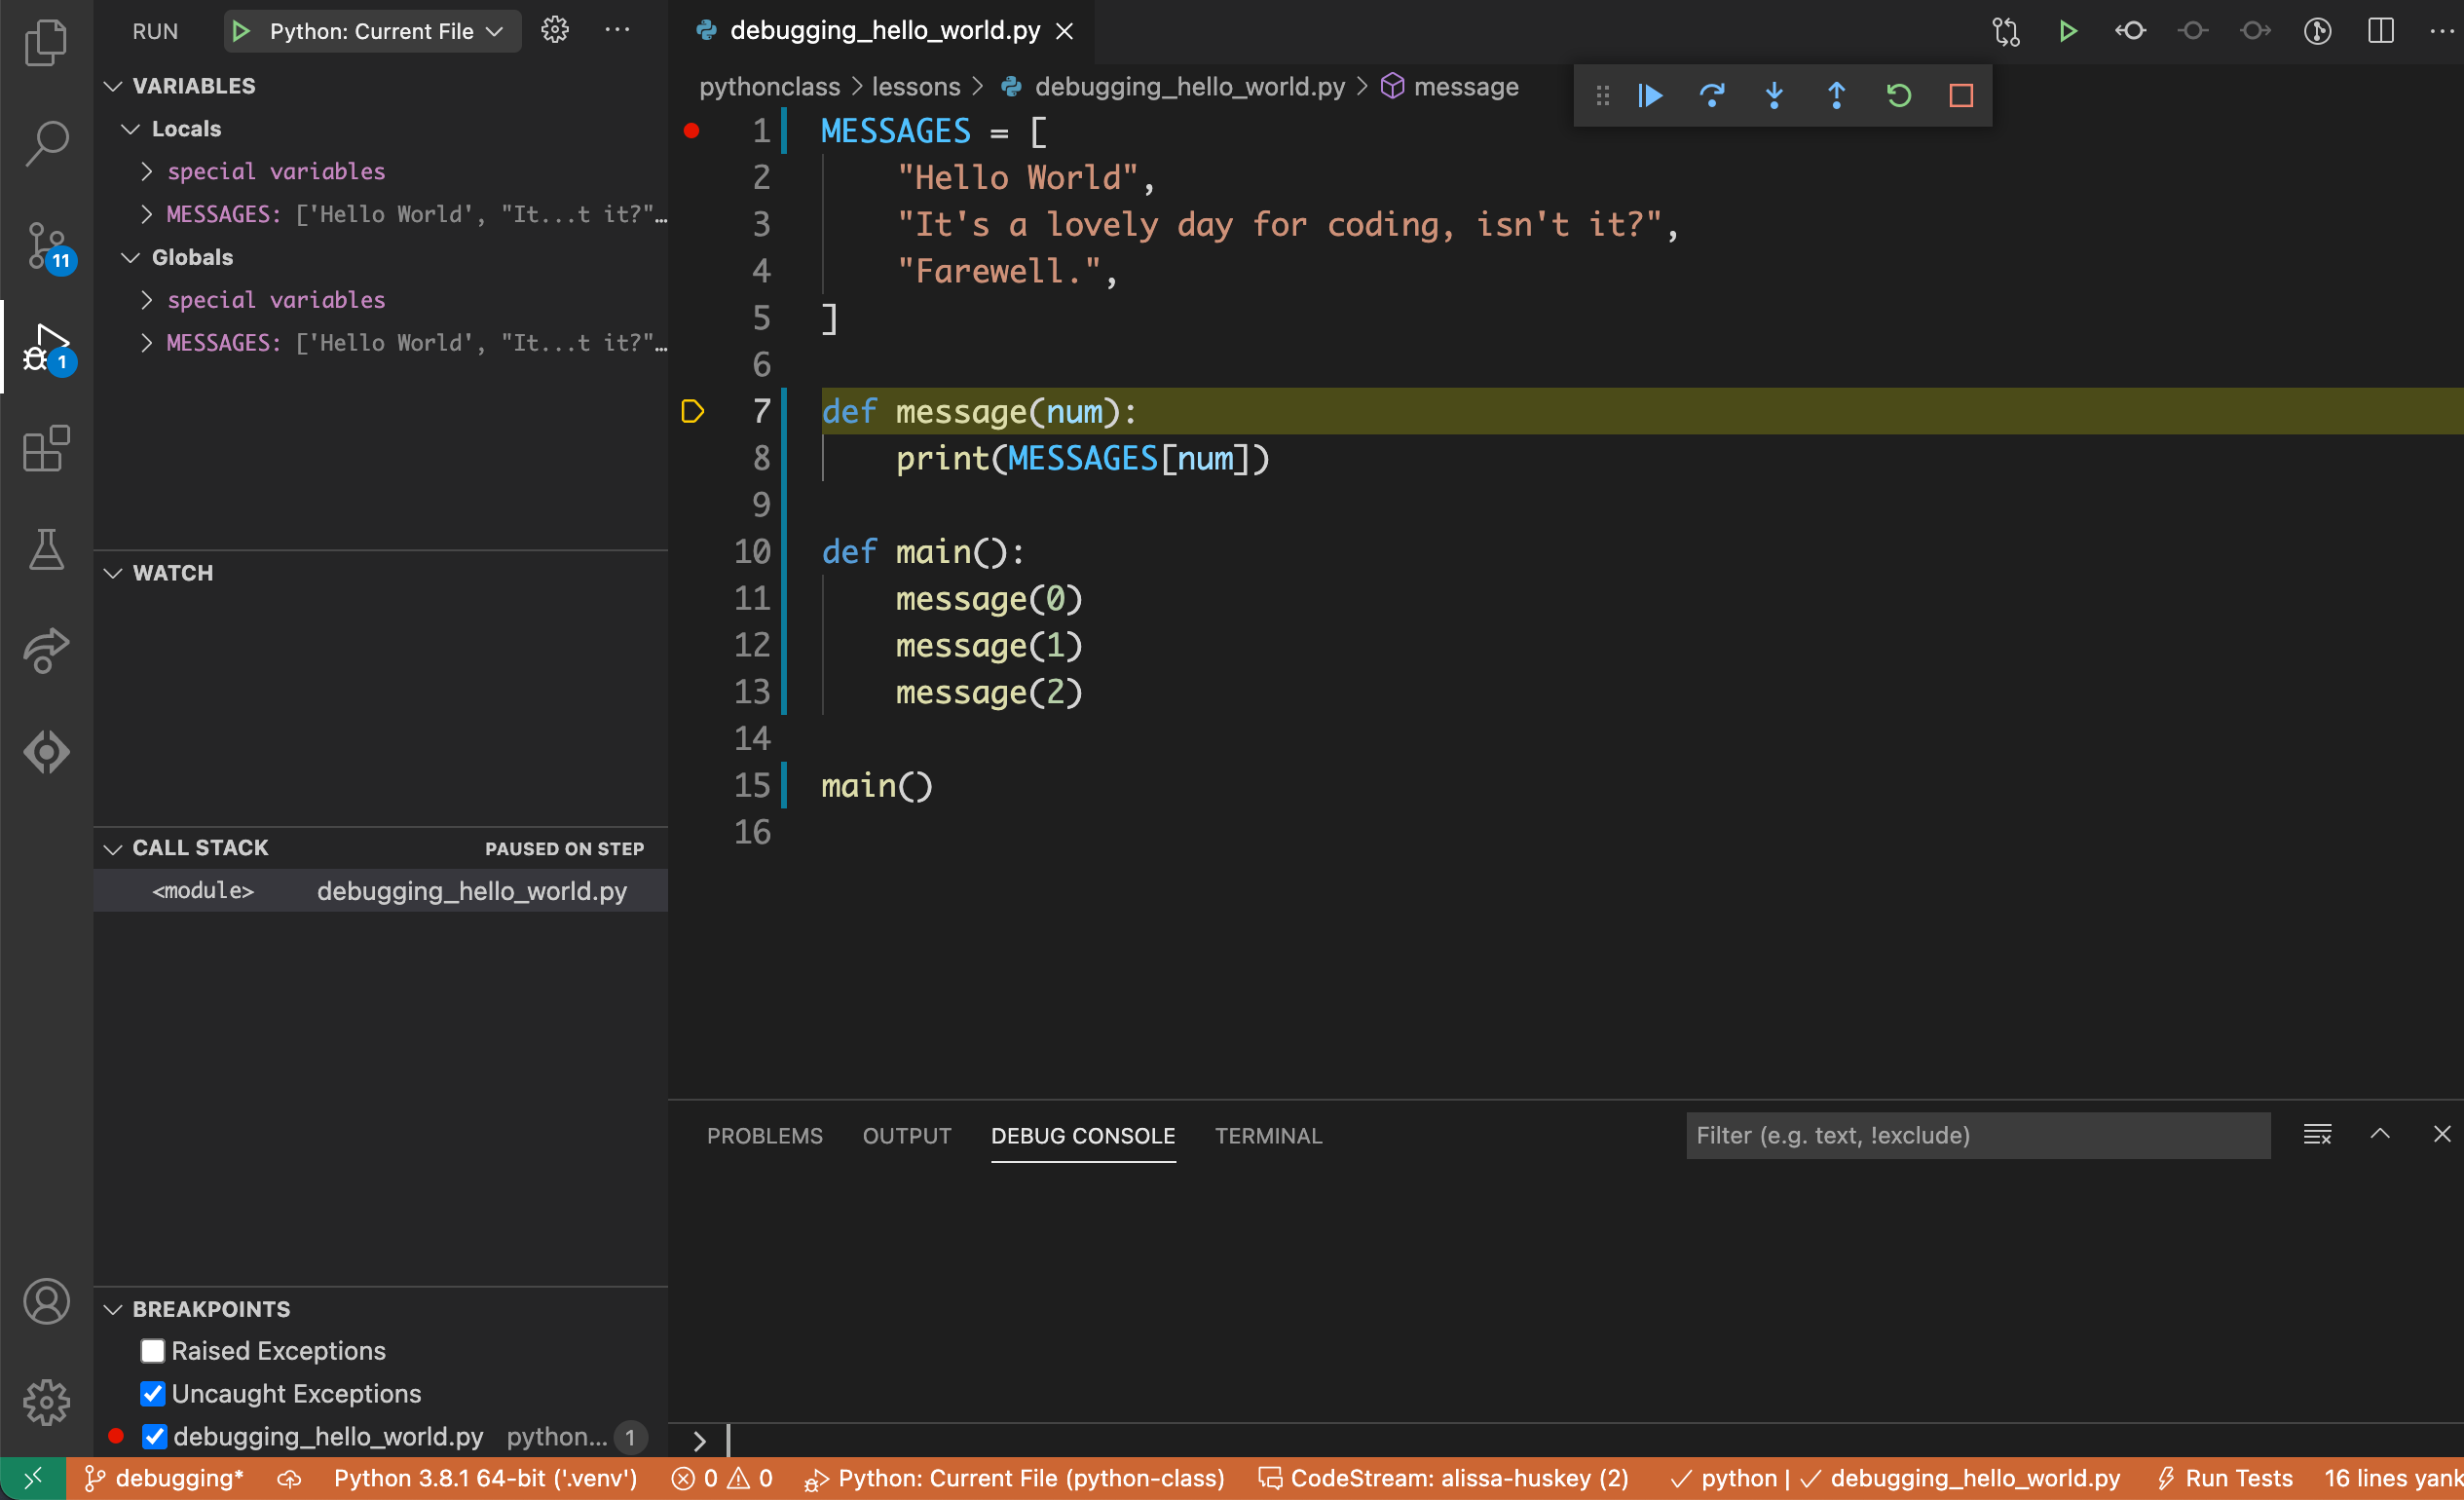 RUN
Python: Current File
VARIABLES
Locals
special variables
MESSAGES: ['Hello World', "It...t it?"…
Globals
special variables
MESSAGES: ['Hello World', "It...t it?"…
WATCH
CALL STACK PAUSED ON STEP
<module> debugging_hello_world.py
BREAKPOINTS
Raised Exceptions
Uncaught Exceptions
debugging_hello_world.py python... 1
11
1
debugging_hello_world.py
pythonclass > lessons > debugging_hello_world.py > message
1 MESSAGES = [
2 "Hello World",
3 "It's a lovely day for coding, isn't it?",
4 "Farewell.",
5 ]
6
7 def message(num):
8 print(MESSAGES[num])
9
10 def main():
11 message(0)
12 message(1)
13 message(2)
14
15 main()
16
PROBLEMS OUTPUT DEBUG CONSOLE TERMINAL Filter (e.g. text, !exclude)
>
debugging* Python 3.8.1 64-bit ('.venv') 0 0 Python: Current File (python-class) CodeStream: alissa-huskey (2) ✓ python | ✓ debugging_hello_world.py Run Tests 16 lines yank